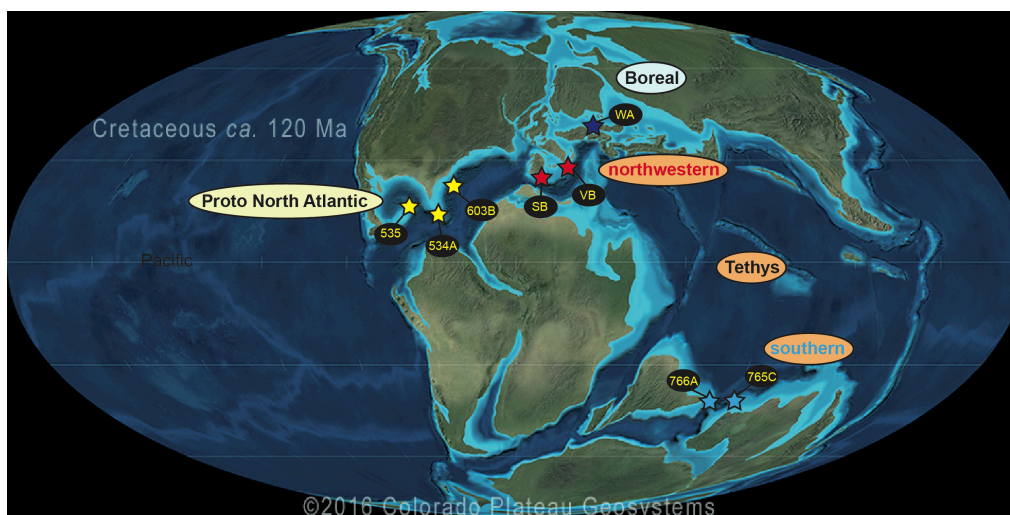 Boreal
WA
Cretaceous ca. 120 Ma
northwestern
Proto North Atlantic
VB
SB
603B
535
534A
Pacific
Tethys
southern
766A
765C
©2016 Colorado Plateau Geosystems